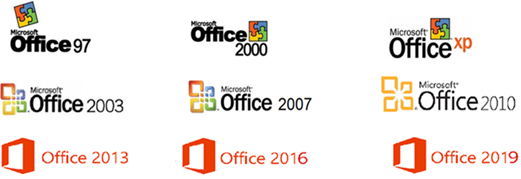 Microsoft
Office 97
Microsoft
Office
2000
Microsoft
Office xp
Microsoft
Office 2003
Microsoft
Office 2007
Microsoft
Office 2010
Office 2013
Office 2016
Office 2019